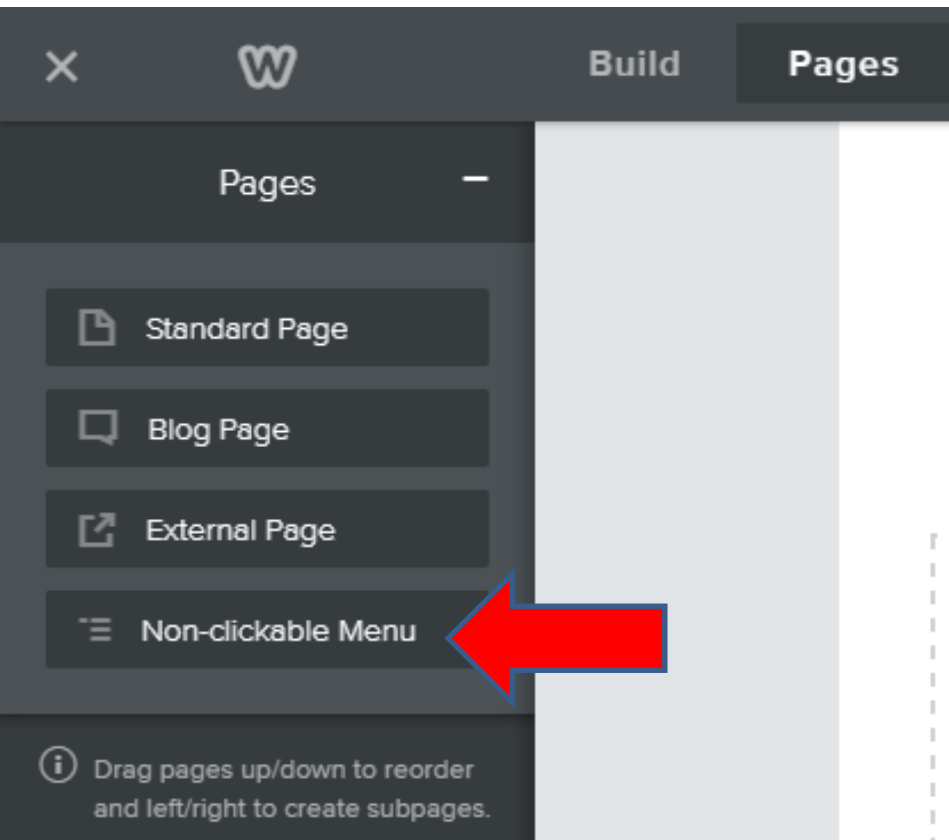 Build Pages
Pages
Standard Page
Blog Page
External Page
Non-clickable Menu
Drag pages up/down to reorder
and left/right to create subpages.